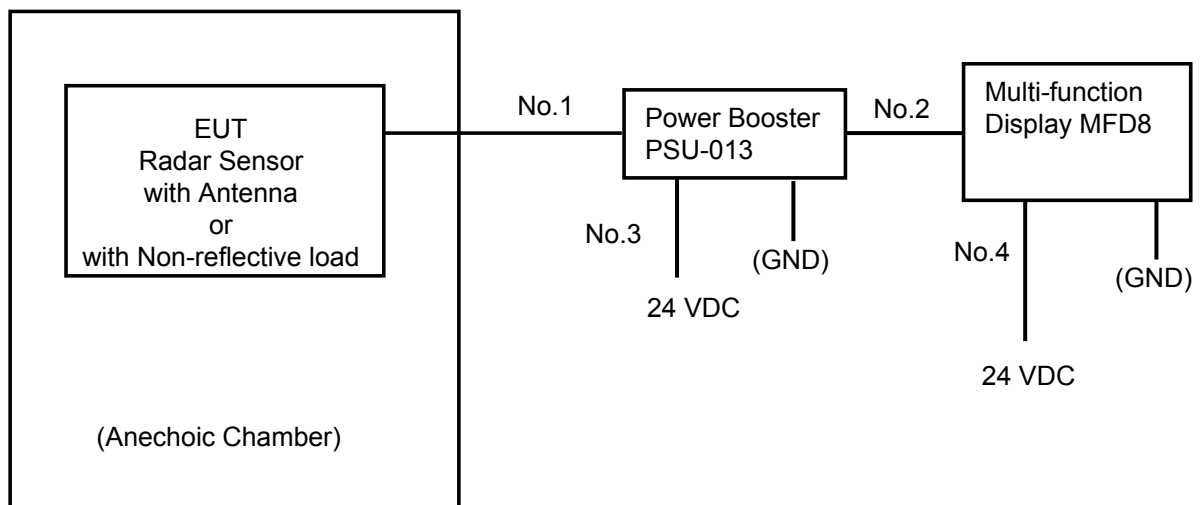 EUT
Radar Sensor
with Antenna
or
with Non-reflective load
(Anechoic Chamber)
No.1
Power Booster
PSU-013
No.3
24 VDC
(GND)
No.2
Multi-function
Display MFD8
No.4
24 VDC
(GND)